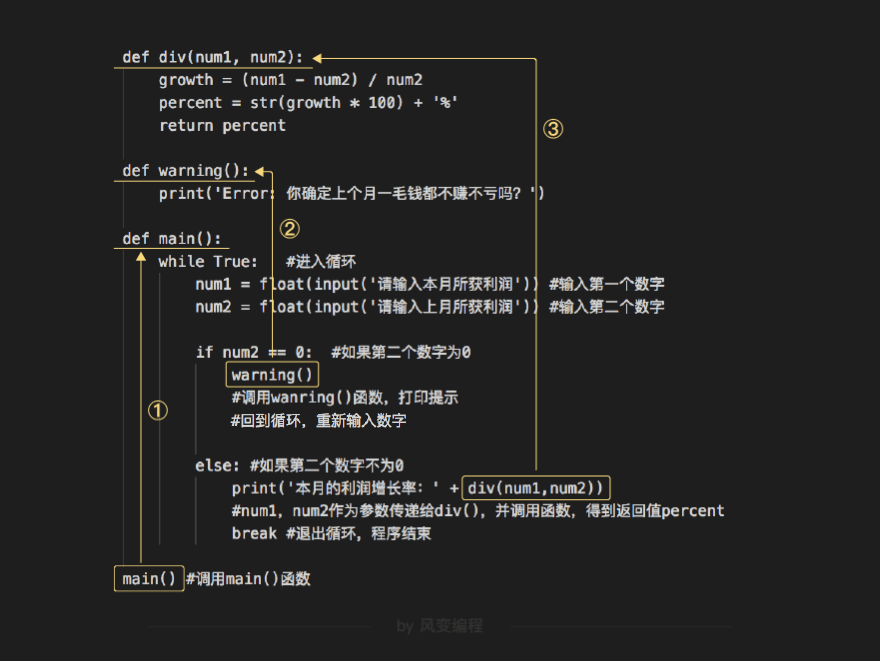 def div(num1, num2):
    growth = (num1 - num2) / num2
    percent = str(growth * 100) + '%'
    return percent
③
def warning():
    print('Error: 你确定上个月一毛钱都不赚不亏吗？')
②
def main():
    while True:   #进入循环
        num1 = float(input('请输入本月所获利润')) #输入第一个数字
        num2 = float(input('请输入上月所获利润')) #输入第二个数字
        if num2 == 0:  #如果第二个数字为0
            warning()
            #调用wanring()函数，打印提示
①
            #回到循环，重新输入数字
        else: #如果第二个数字不为0
            print('本月的利润增长率：' + div(num1,num2))
            #num1，num2作为参数传递给div()，并调用函数，得到返回值percent
            break #退出循环，程序结束
main() #调用main()函数
by 风变编程